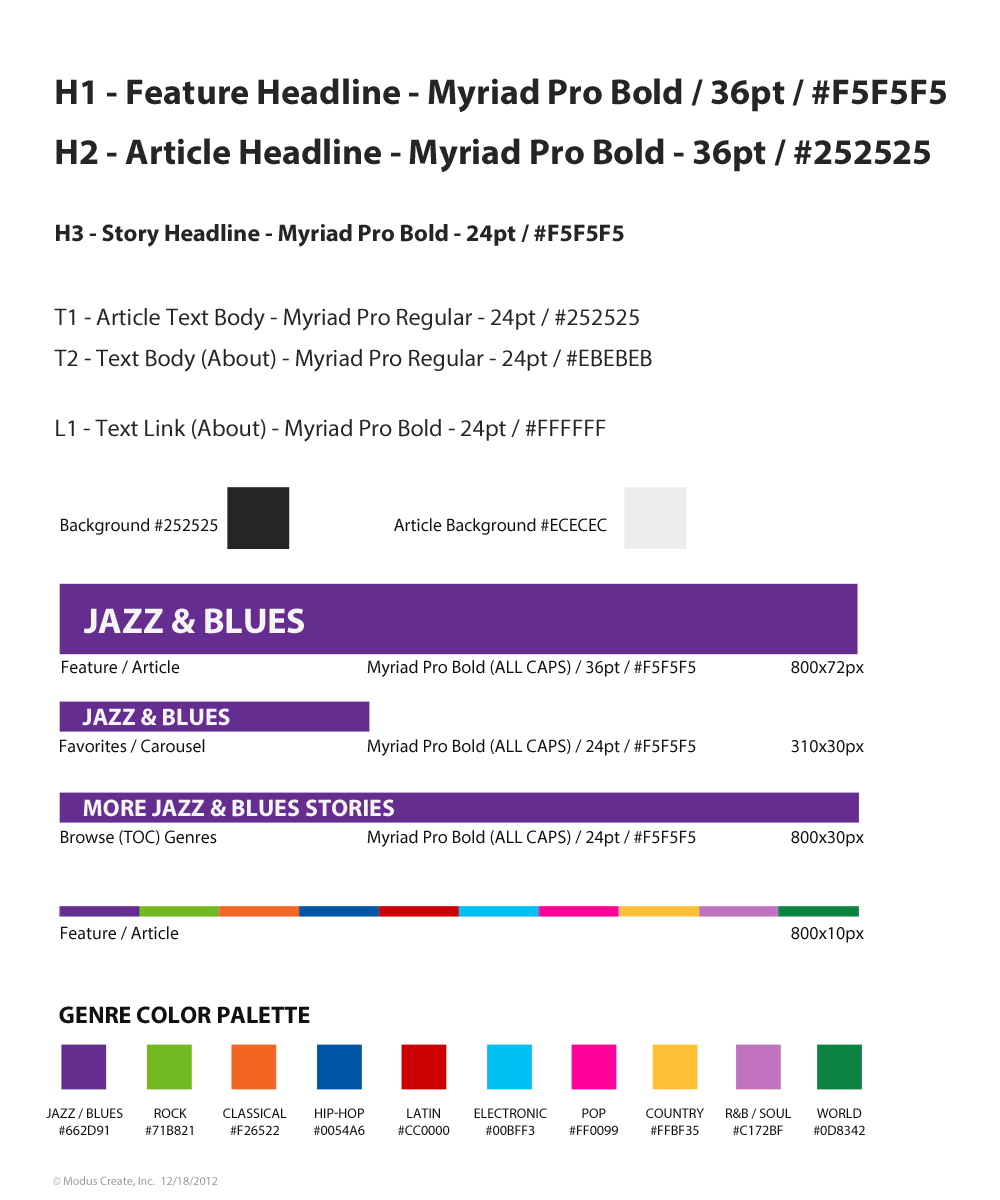 H1 - Feature Headline - Myriad Pro Bold / 36pt / #F5F5F5
H2 - Article Headline - Myriad Pro Bold - 36pt / #252525
H3 - Story Headline - Myriad Pro Bold - 24pt / #F5F5F5
T1 - Article Text Body - Myriad Pro Regular - 24pt / #252525
T2 - Text Body (About) - Myriad Pro Regular - 24pt / #EBEBEB
L1 - Text Link (About) - Myriad Pro Bold - 24pt / #FFFFFF
Background #252525 Article Background #ECECEC
JAZZ & BLUES
Feature / Article Myriad Pro Bold (ALL CAPS) / 36pt / #F5F5F5 800x72px
JAZZ & BLUES
Favorites / Carousel Myriad Pro Bold (ALL CAPS) / 24pt / #F5F5F5 310x30px
MORE JAZZ & BLUES STORIES
Browse (TOC) Genres Myriad Pro Bold (ALL CAPS) / 24pt / #F5F5F5 800x30px
Feature / Article 800x10px
GENRE COLOR PALETTE
JAZZ / BLUES ROCK CLASSICAL HIP-HOP LATIN ELECTRONIC POP COUNTRY R&B / SOUL WORLD
#662D91 #71B821 #F26522 #0054A6 #CC0000 #00BFF3 #FF0099 #FFBF35 #C172BF #0D8342
© Modus Create, Inc. 12/18/2012